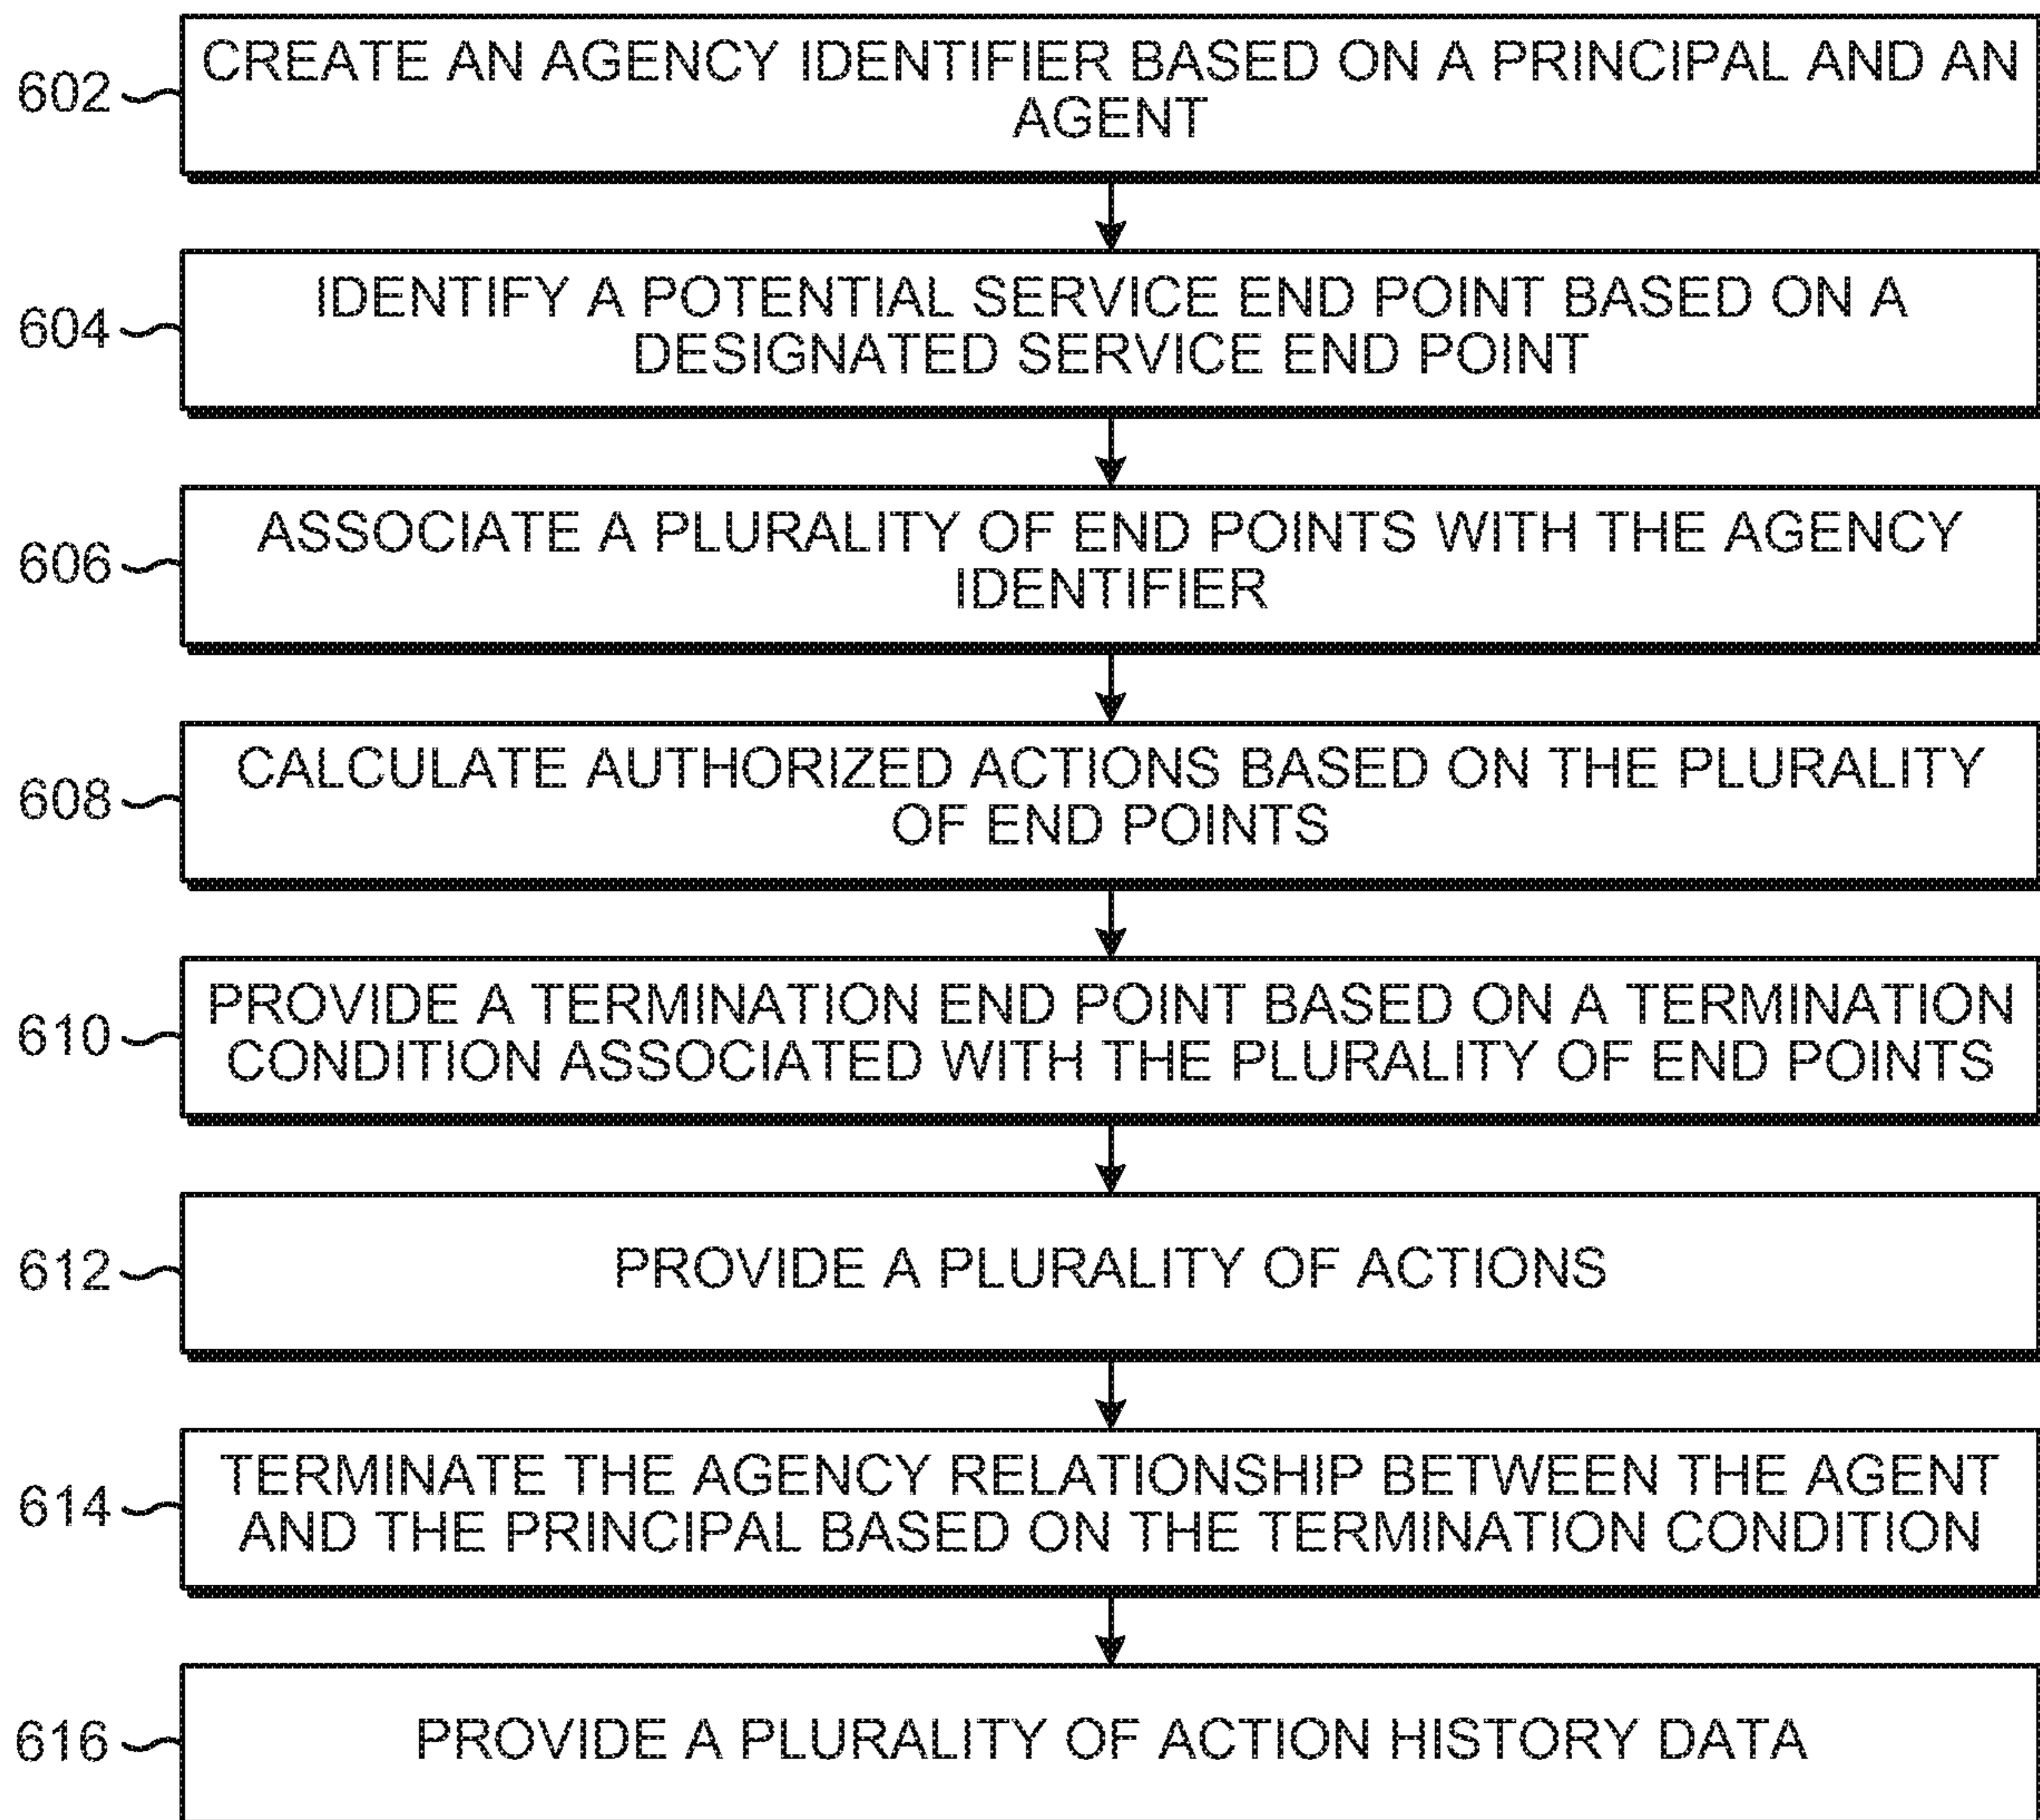 602
CREATE AN AGENCY IDENTIFIER BASED ON A PRINCIPAL AND AN
AGENT
604
IDENTIFY A POTENTIAL SERVICE END POINT BASED ON A
DESIGNATED SERVICE END POINT
606
ASSOCIATE A PLURALITY OF END POINTS WITH THE AGENCY
IDENTIFIER
608
CALCULATE AUTHORIZED ACTIONS BASED ON THE PLURALITY
OF END POINTS
610
PROVIDE A TERMINATION END POINT BASED ON A TERMINATION
CONDITION ASSOCIATED WITH THE PLURALITY OF END POINTS
612
PROVIDE A PLURALITY OF ACTIONS
614
TERMINATE THE AGENCY RELATIONSHIP BETWEEN THE AGENT
AND THE PRINCIPAL BASED ON THE TERMINATION CONDITION
616
PROVIDE A PLURALITY OF ACTION HISTORY DATA